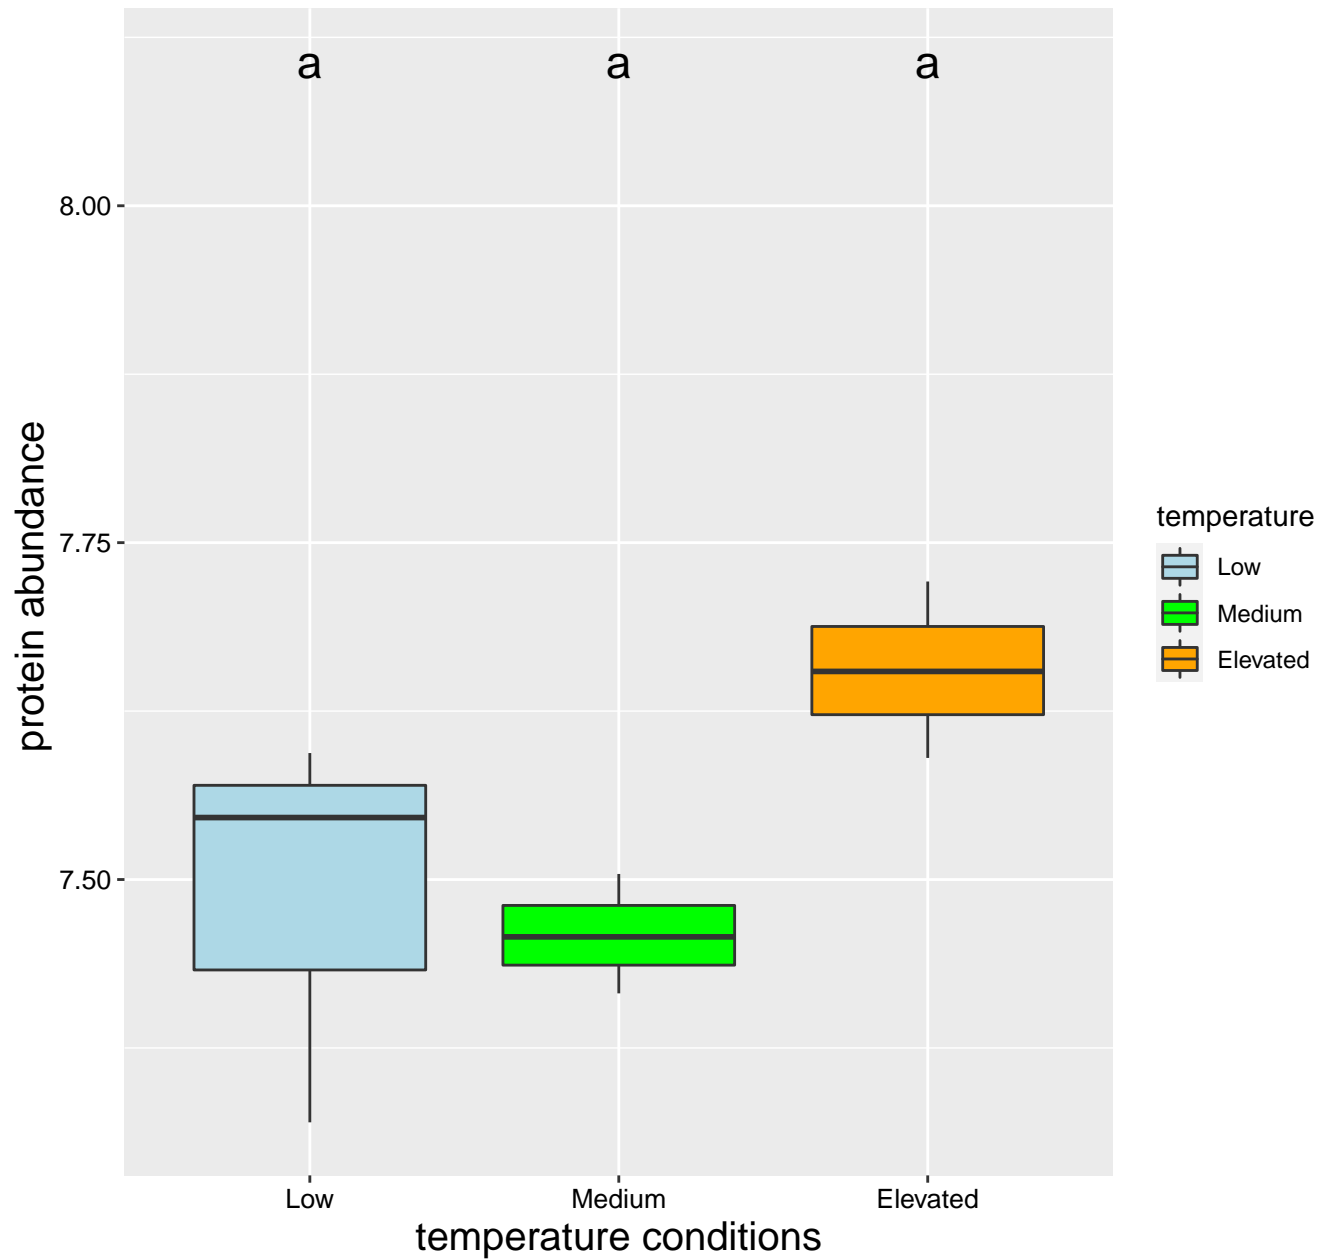 a a a
8.00
7.75
7.50
protein abundance
Low Medium Elevated
temperature conditions
temperature
Low
Medium
Elevated